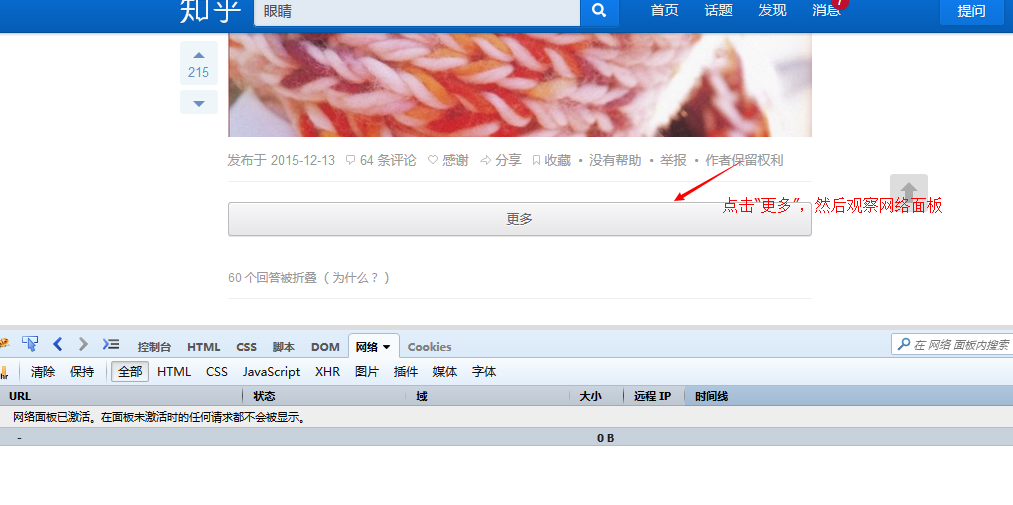 知乎 眼睛 首页 话题 发现 消息 7 提问
215
发布于 2015-12-13 64 条评论 感谢 分享 收藏 • 没有帮助 • 举报 • 作者保留权利
点击“更多”，然后观察网络面板
更多
60 个回答被折叠（为什么？）
控制台 HTML CSS 脚本 DOM 网络 Cookies 在 网络 面板内搜索
清除 保持 全部 HTML CSS JavaScript XHR 图片 插件 媒体 字体
URL 状态 域 大小 远程 IP 时间线
网络面板已激活。在面板未激活时的任何请求都不会被显示。
- 0 B